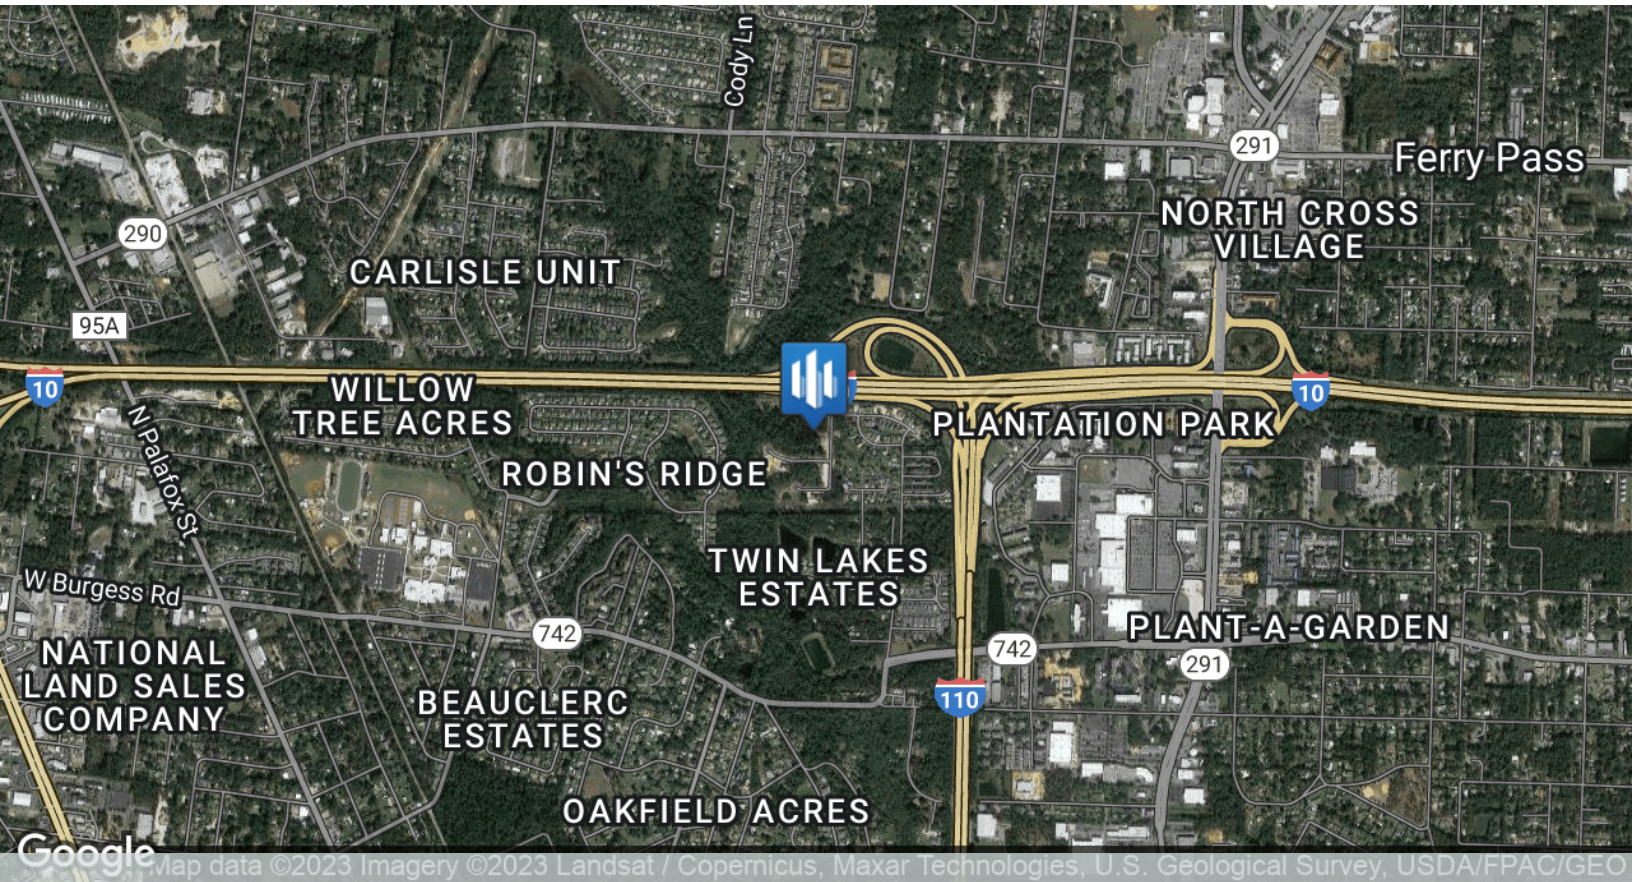 Cody Ln
291
Ferry Pass
NORTH CROSS
VILLAGE
290
CARLISLE UNIT
95A
10
WILLOW
TREE ACRES
10
PLANTATION PARK
N Palafox St
ROBIN'S RIDGE
TWIN LAKES
ESTATES
W Burgess Rd
742
742
PLANT-A-GARDEN
291
NATIONAL
LAND SALES
COMPANY
110
BEAUCLERC
ESTATES
OAKFIELD ACRES
Google
Map data ©2023 Imagery ©2023 Landsat / Copernicus, Maxar Technologies, U.S. Geological Survey, USDA/FPAC/GEO